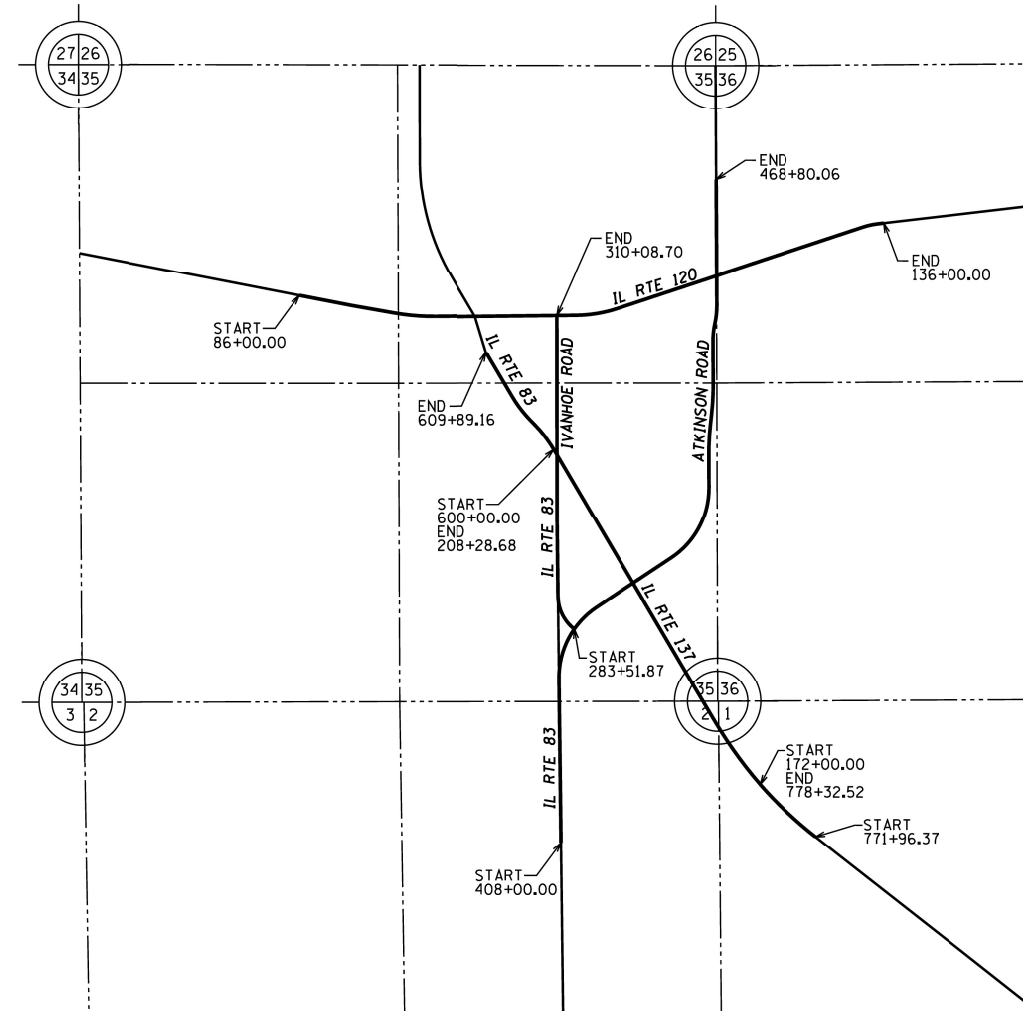 27 26
34 35
26 25
35 36
END
468+80.06
END
310+08.70
END
136+00.00
IL RTE 120
START
86+00.00
IL RTE 83
IVANHOE ROAD
ATKINSON ROAD
END
609+89.16
START
600+00.00
END
208+28.68
IL RTE 83
IL RTE 137
START
283+51.87
34 35
3 2
35 36
2 1
IL RTE 83
START
172+00.00
END
778+32.52
START
771+96.37
START
408+00.00